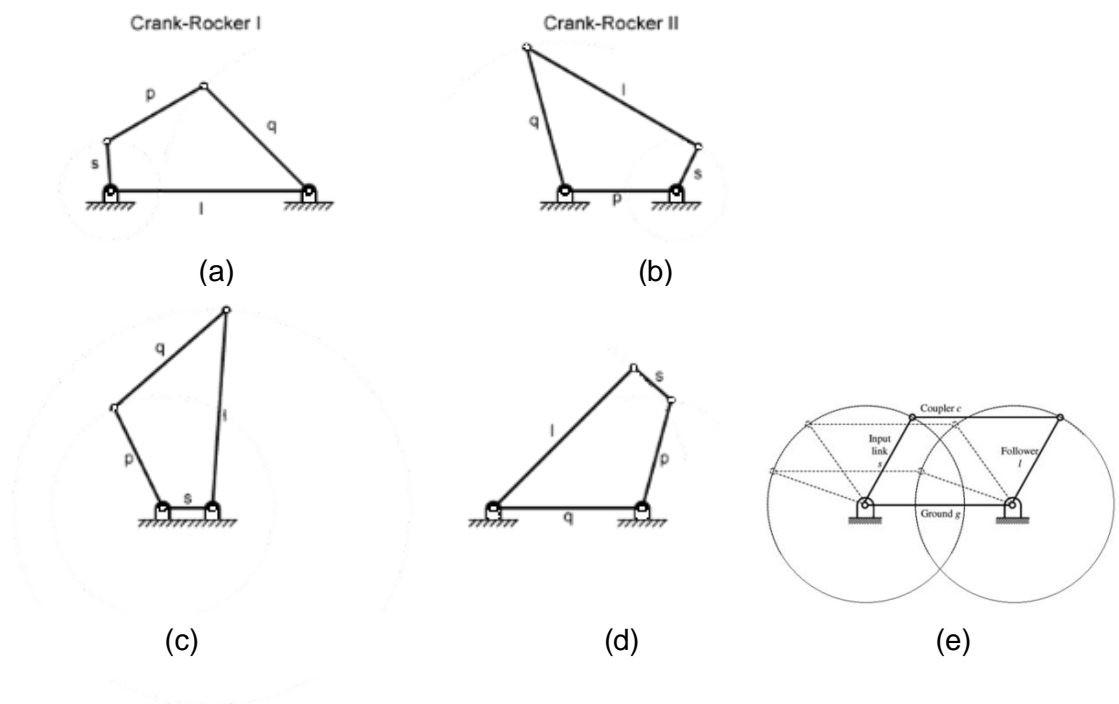 Crank-Rocker I
Crank-Rocker II
p
q
s
l
l
q
s
p
(a)
(b)
q
l
p
s
(c)
s
l
p
q
(d)
Coupler c
Input
link
s
Follower
l
Ground g
(e)